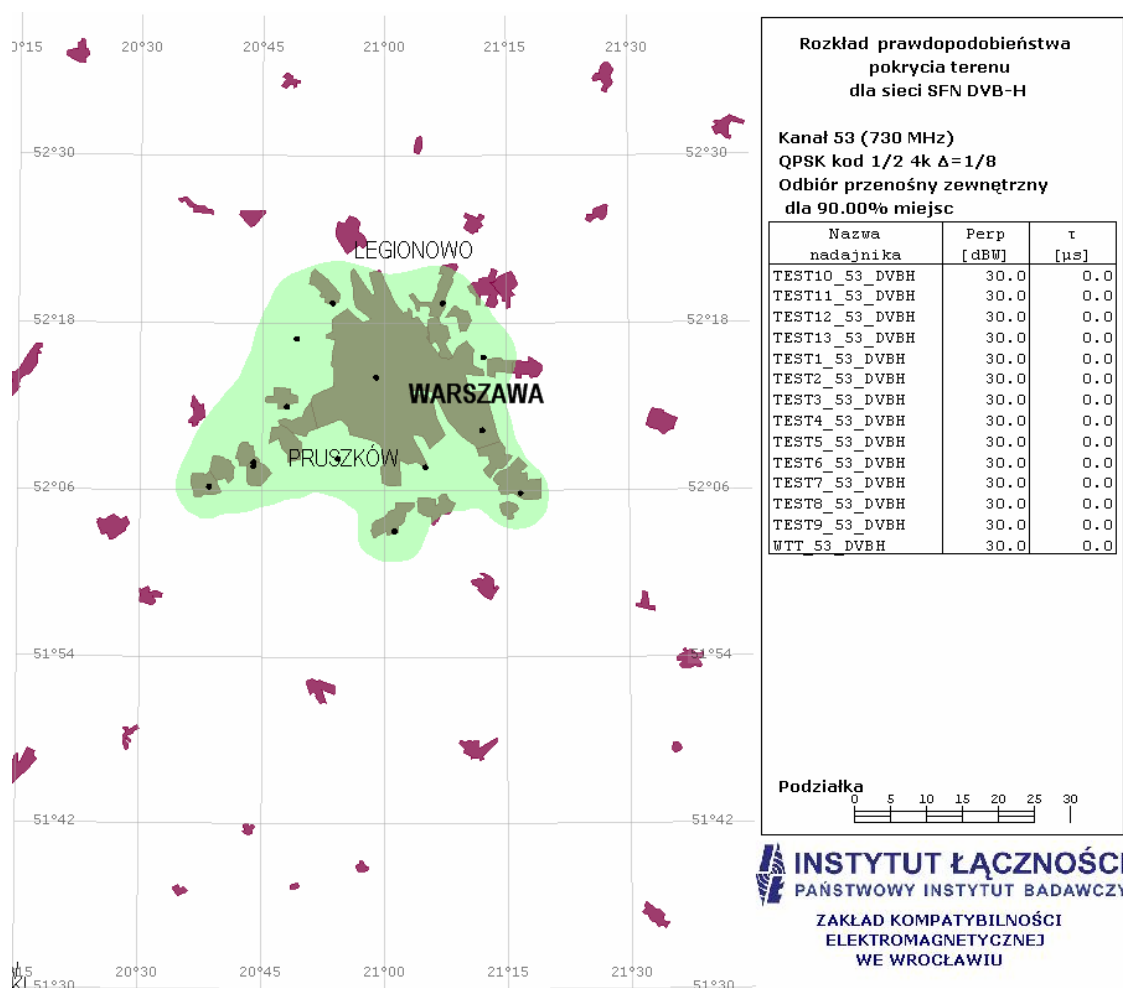 0°15 20°30 20°45 21°00 21°15 21°30
52°30 52°30
LEGIONOWO
52°18 52°18
WARSZAWA
PRUSZKÓW
52°06 52°06
51°54 51°54
51°42 51°42
20°30 20°45 21°00 21°15 21°30
51°30 51°30
Rozkład prawdopodobieństwa
pokrycia terenu
dla sieci SFN DVB-H
Kanał 53 (730 MHz)
QPSK kod 1/2 4k Δ=1/8
Odbiór przenośny zewnętrzny
dla 90.00% miejsc
Nazwa Perp τ
nadajnika [dBW] [µs]
TEST10_53_DVBH 30.0 0.0
TEST11_53_DVBH 30.0 0.0
TEST12_53_DVBH 30.0 0.0
TEST13_53_DVBH 30.0 0.0
TEST1_53_DVBH 30.0 0.0
TEST2_53_DVBH 30.0 0.0
TEST3_53_DVBH 30.0 0.0
TEST4_53_DVBH 30.0 0.0
TEST5_53_DVBH 30.0 0.0
TEST6_53_DVBH 30.0 0.0
TEST7_53_DVBH 30.0 0.0
TEST8_53_DVBH 30.0 0.0
TEST9_53_DVBH 30.0 0.0
WTT_53_DVBH 30.0 0.0
Podziałka
0 5 10 15 20 25 30
INSTYTUT ŁĄCZNOŚCI
PAŃSTWOWY INSTYTUT BADAWCZY
ZAKŁAD KOMPATYBILNOŚCI
ELEKTROMAGNETYCZNEJ
WE WROCŁAWIU